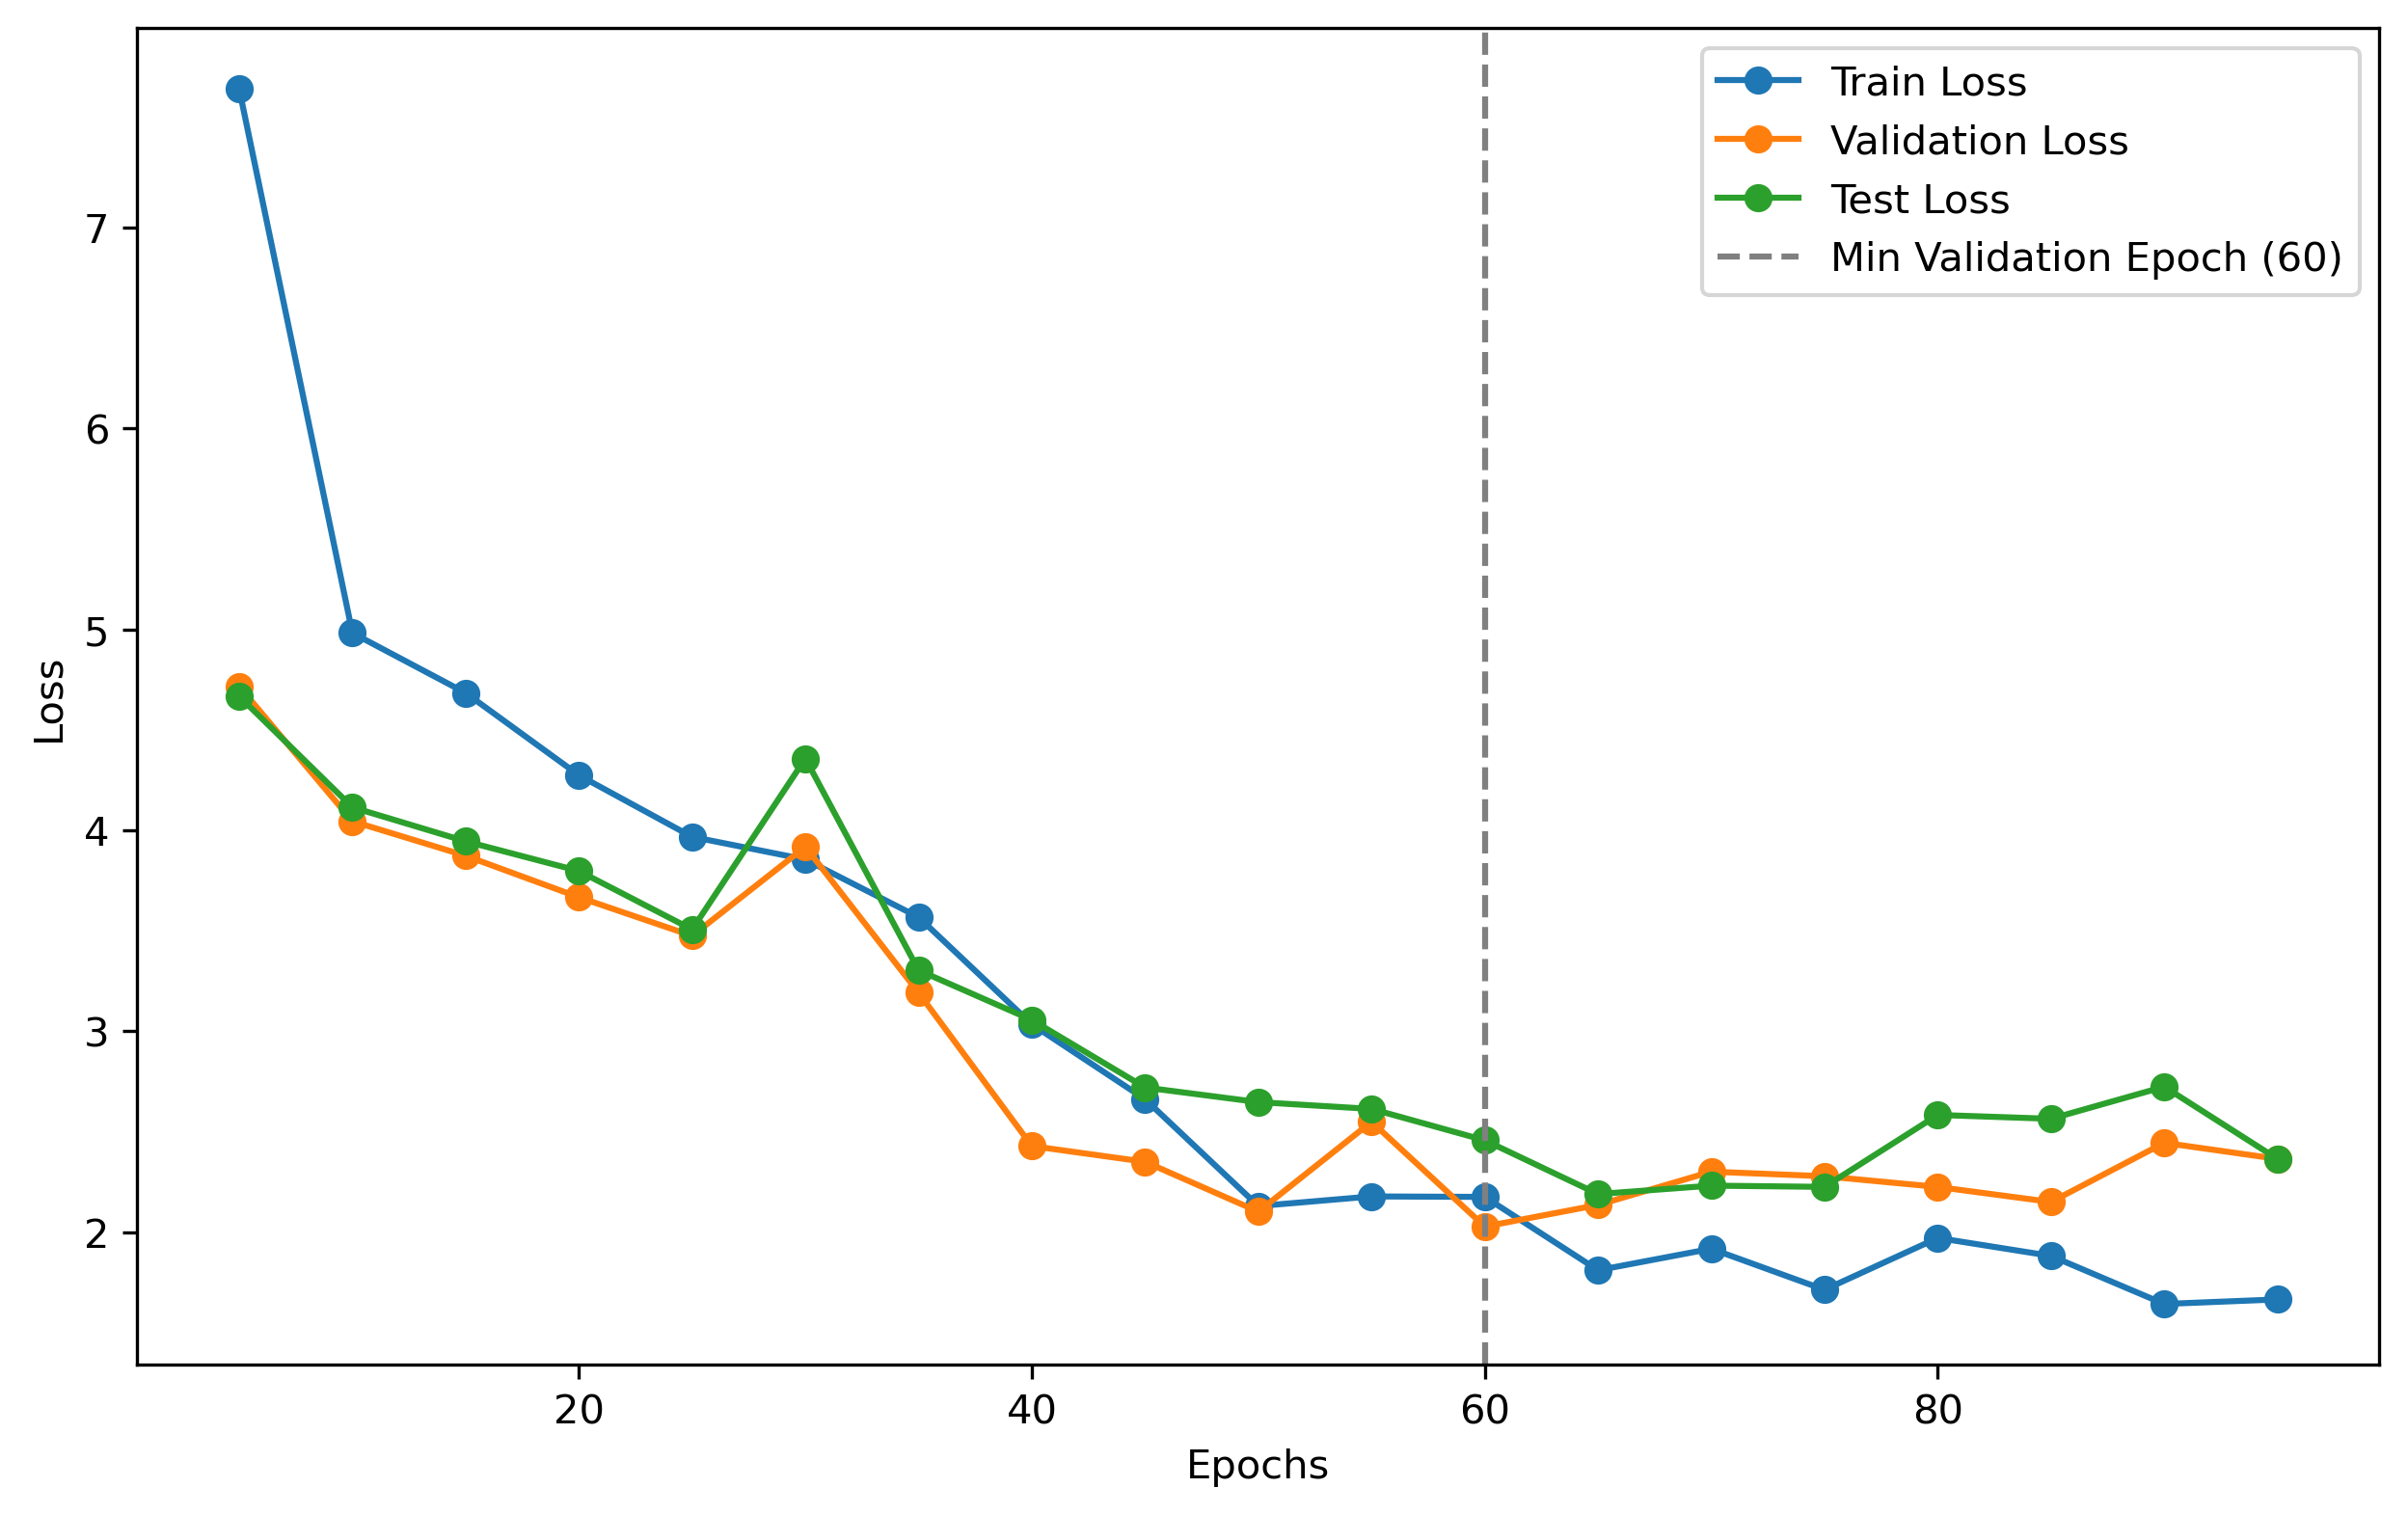 Train Loss
Validation Loss
Test Loss
Min Validation Epoch (60)
7
6
5
4
3
2
Loss
20 40 60 80
Epochs